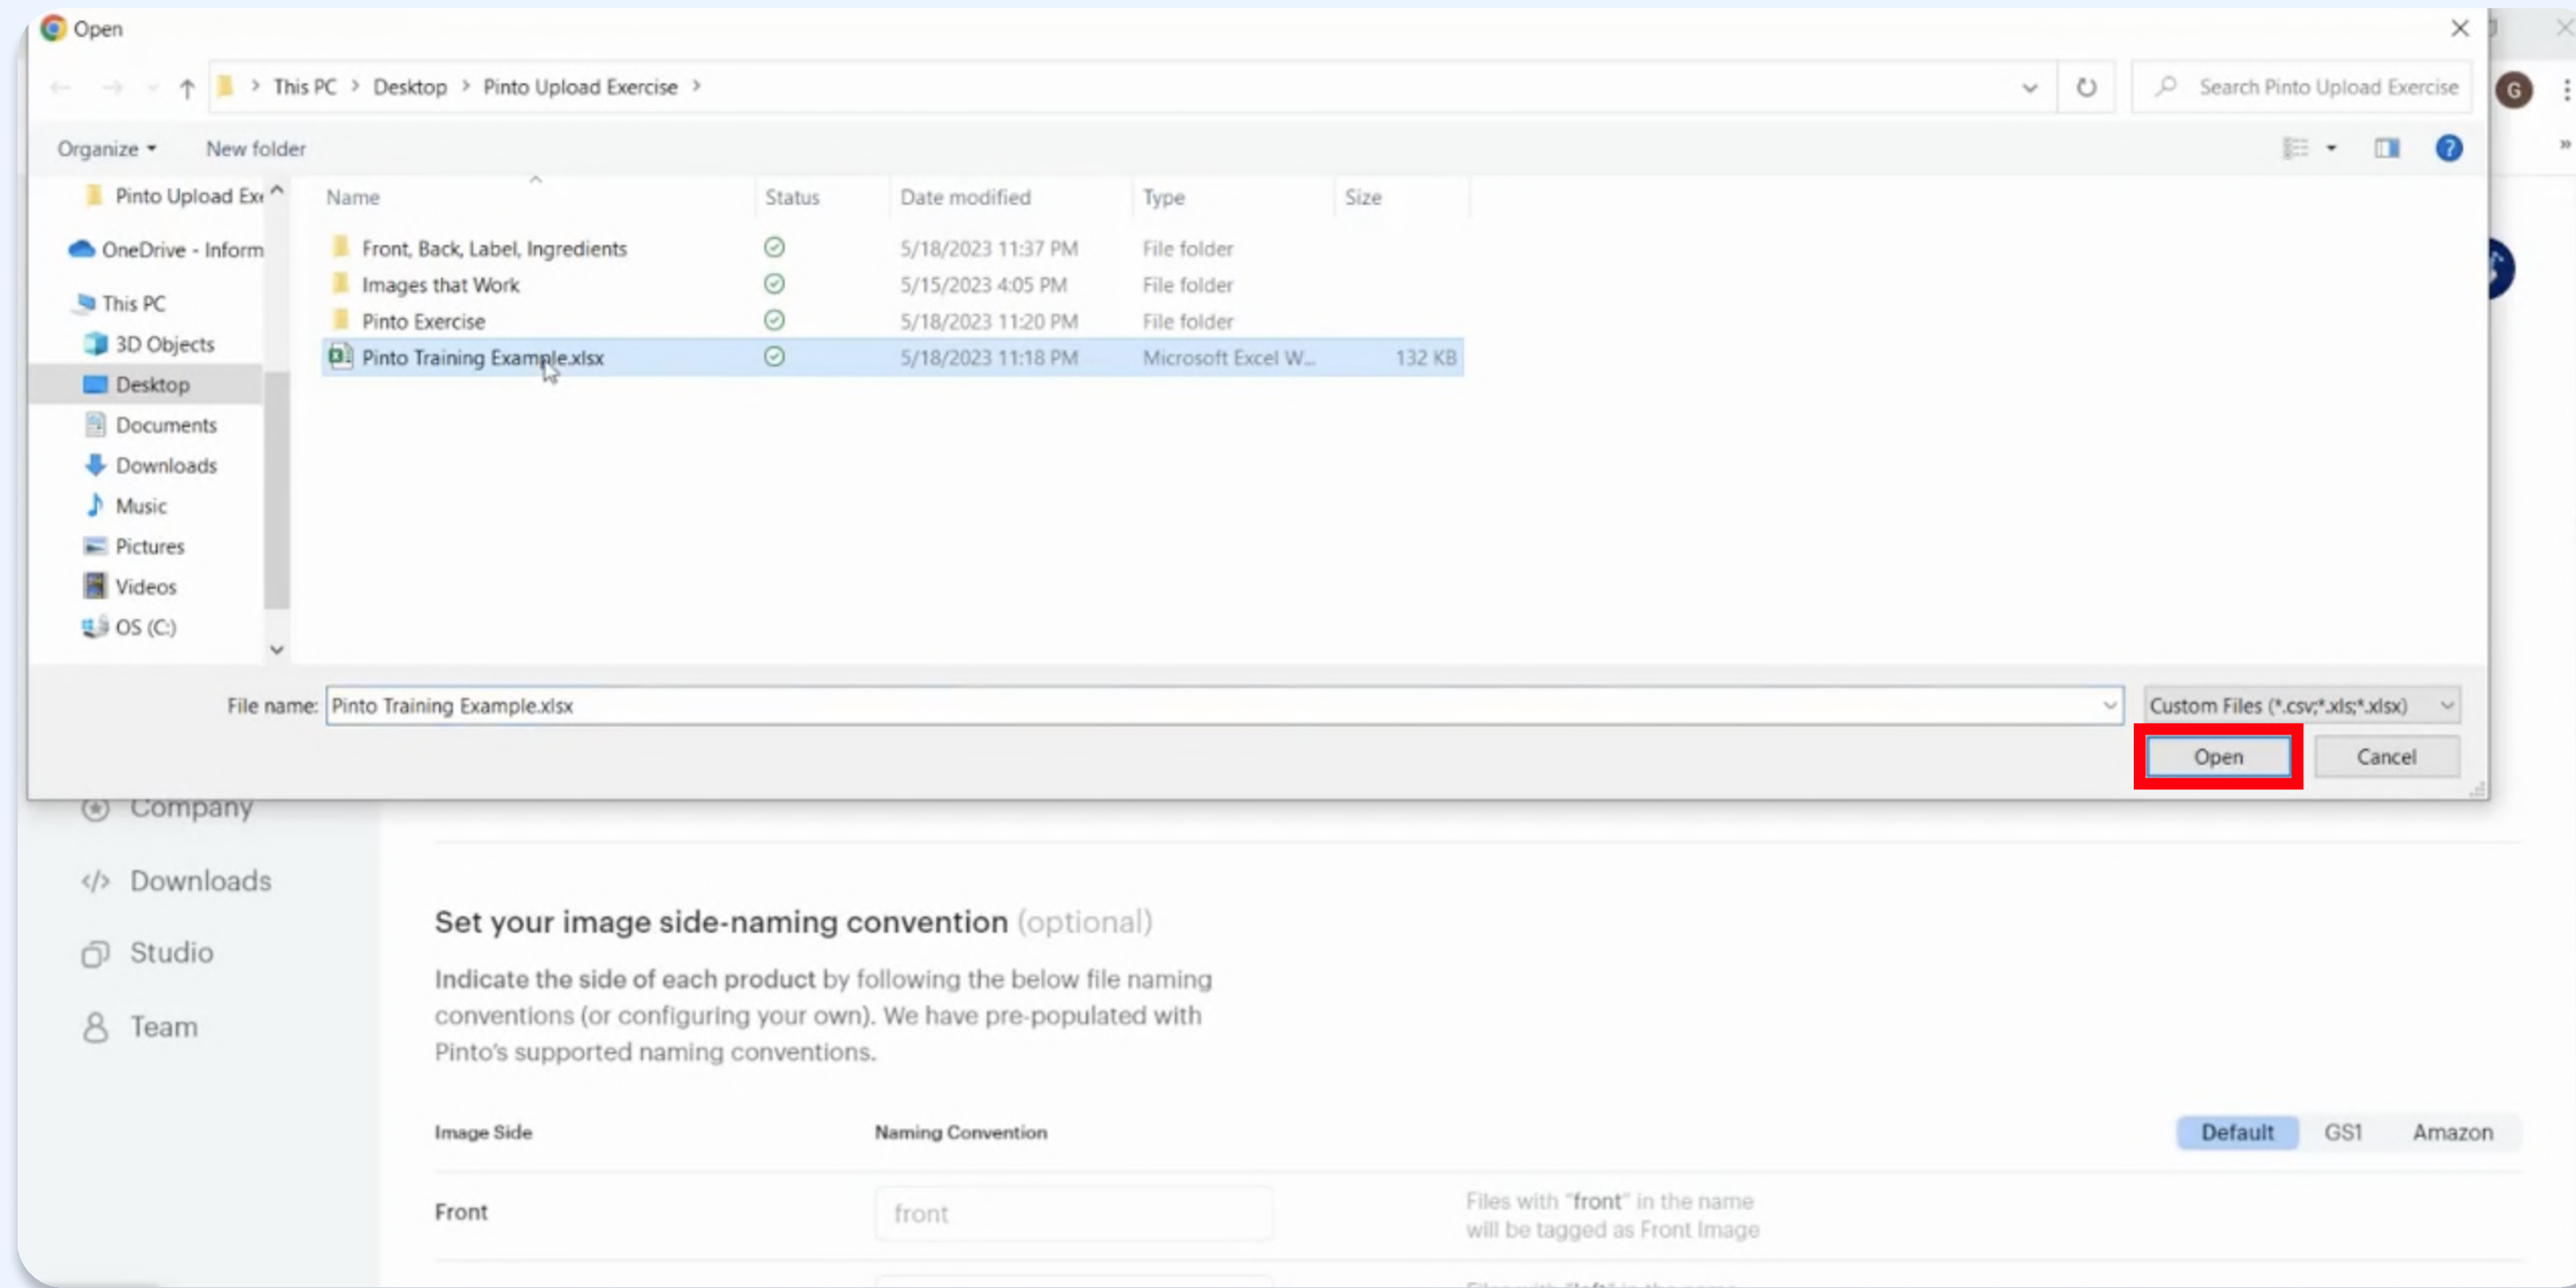 Open
This PC > Desktop > Pinto Upload Exercise >
Search Pinto Upload Exercise
G
Organize
New folder
?
»
Pinto Upload Exe
OneDrive - Inform
This PC
3D Objects
Desktop
Documents
Downloads
Music
Pictures
Videos
OS (C:)
Name Status Date modified Type Size
Front, Back, Label, Ingredients 5/18/2023 11:37 PM File folder
Images that Work 5/15/2023 4:05 PM File folder
Pinto Exercise 5/18/2023 11:20 PM File folder
Pinto Training Example.xlsx 5/18/2023 11:18 PM Microsoft Excel W... 132 KB
File name: Pinto Training Example.xlsx
Custom Files (*.csv;*.xls;*.xlsx)
Open Cancel
Company
</> Downloads
Studio
Team
Set your image side-naming convention (optional)
Indicate the side of each product by following the below file naming
conventions (or configuring your own). We have pre-populated with
Pinto's supported naming conventions.
Image Side Naming Convention
Default GS1 Amazon
Front
front
Files with "front" in the name
will be tagged as Front Image
Files with "left" in the name